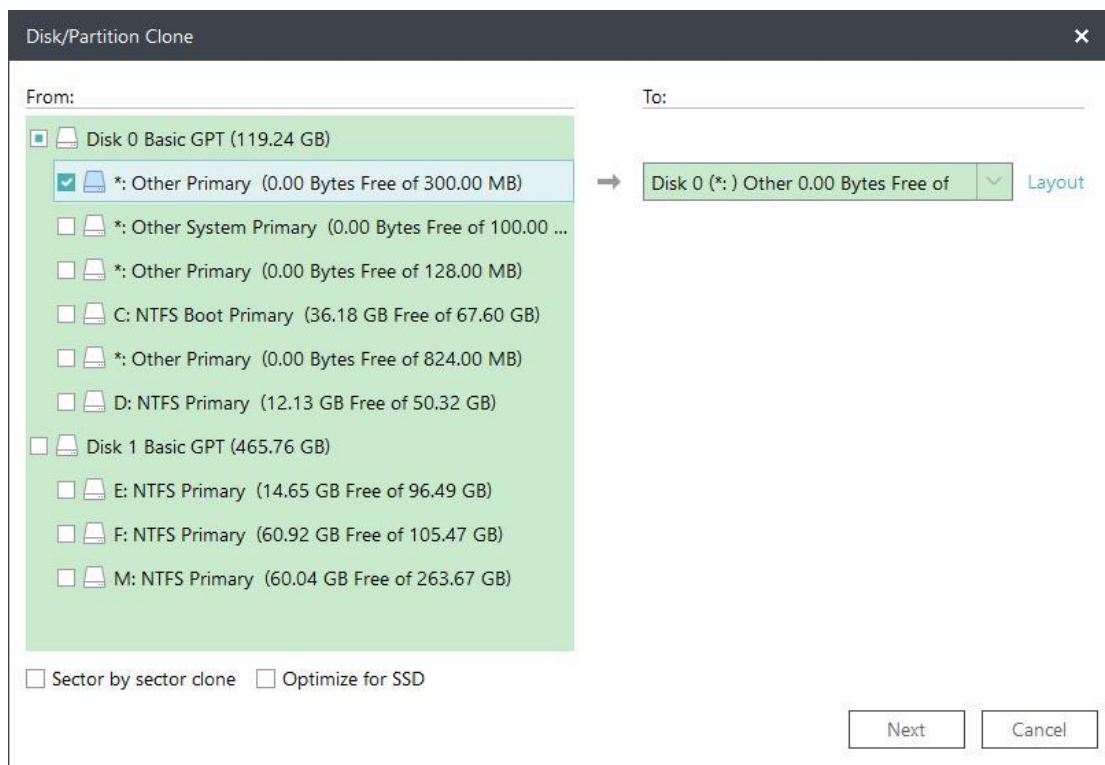 Disk/Partition Clone
From:
To:
Disk 0 Basic GPT (119.24 GB)
*: Other Primary (0.00 Bytes Free of 300.00 MB)
Disk 0 (*: ) Other 0.00 Bytes Free of
Layout
*: Other System Primary (0.00 Bytes Free of 100.00 ...
*: Other Primary (0.00 Bytes Free of 128.00 MB)
C: NTFS Boot Primary (36.18 GB Free of 67.60 GB)
*: Other Primary (0.00 Bytes Free of 824.00 MB)
D: NTFS Primary (12.13 GB Free of 50.32 GB)
Disk 1 Basic GPT (465.76 GB)
E: NTFS Primary (14.65 GB Free of 96.49 GB)
F: NTFS Primary (60.92 GB Free of 105.47 GB)
M: NTFS Primary (60.04 GB Free of 263.67 GB)
Sector by sector clone
Optimize for SSD
Next
Cancel